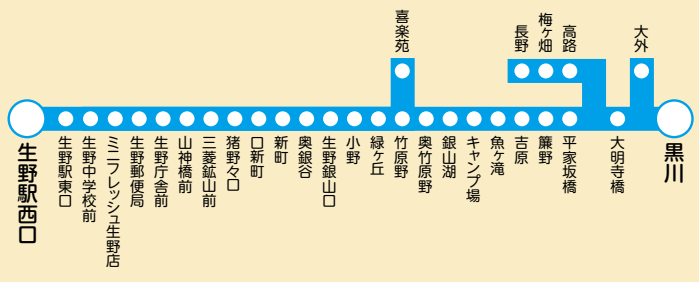 喜楽苑
長野
梅ヶ畑
高路
大外
生野駅西口
生野駅東口
生野中学校前
ミニフレッシュ生野店
生野郵便局
生野庁舎前
山神橋前
三菱鉱山前
猪野々口
口新町
新町
奥銀谷
生野銀山口
小野
緑ヶ丘
竹原野
奥竹原野
銀山湖
キャンプ場
魚ヶ滝
吉原
簾野
平家坂橋
大明寺橋
黒川